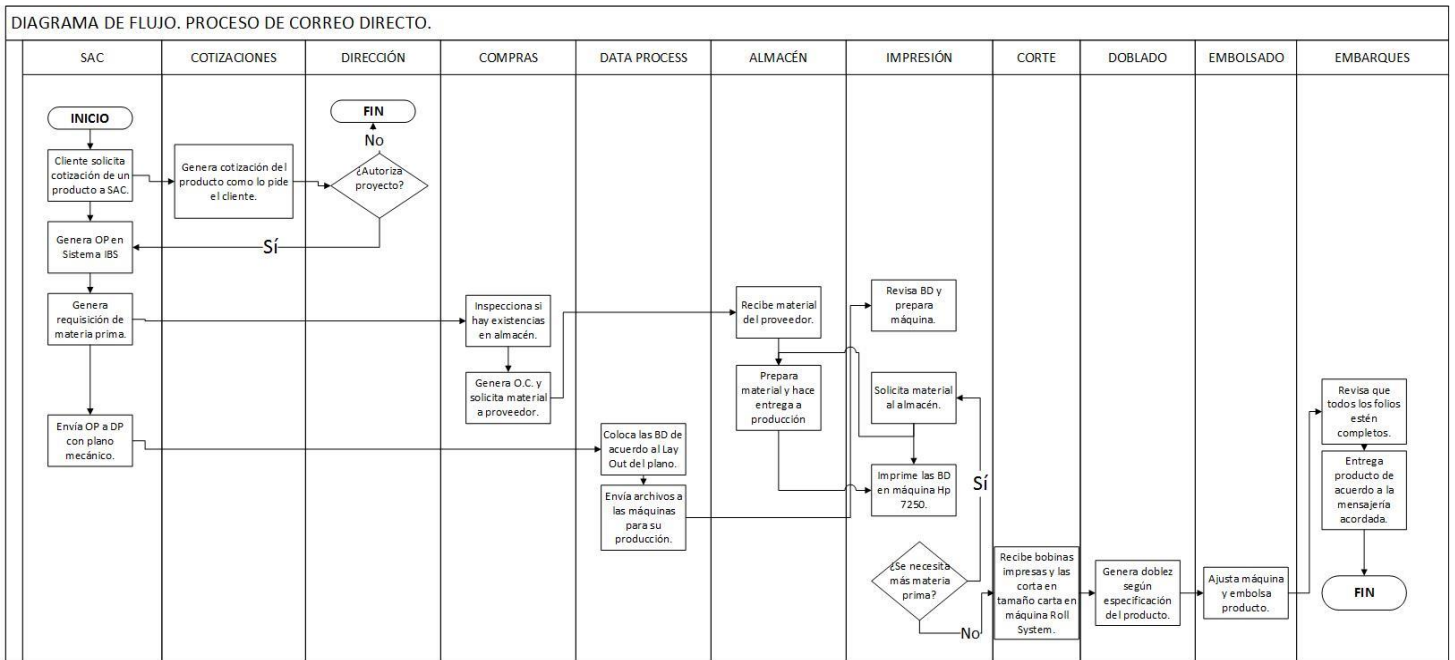 DIAGRAMA DE FLUJO. PROCESO DE CORREO DIRECTO.
SAC
COTIZACIONES
DIRECCIÓN
COMPRAS
DATA PROCESS
ALMACÉN
IMPRESIÓN
CORTE
DOBLADO
EMBOLSADO
EMBARQUES
INICIO
Cliente solicita
cotización de un
producto a SAC.
Genera OP en
Sistema IBS
Genera
requisición de
materia prima.
Envía OP a DP
con plano
mecánico.
Genera cotización del
producto como lo pide
el cliente.
FIN
No
¿Autoriza
proyecto?
Sí
Inspecciona si
hay existencias
en almacén.
Genera O.C. y
solicita material
a proveedor.
Coloca las BD de
acuerdo al Lay
Out del plano.
Envía archivos a
las máquinas
para su
producción.
Recibe material
del proveedor.
Prepara
material y hace
entrega a
producción
Revisa BD y
prepara
máquina.
Solicita material
al almacén.
Imprime las BD
en máquina Hp
7250.
Sí
¿Se necesita
más materia
prima?
No
Recibe bobinas
impresas y las
corta en
tamaño carta en
máquina Roll
System.
Genera doblez
según
especificación
del producto.
Ajusta máquina
y embolsa
producto.
Revisa que
todos los folios
estén
completos.
Entrega
producto de
acuerdo a la
mensajería
acordada.
FIN